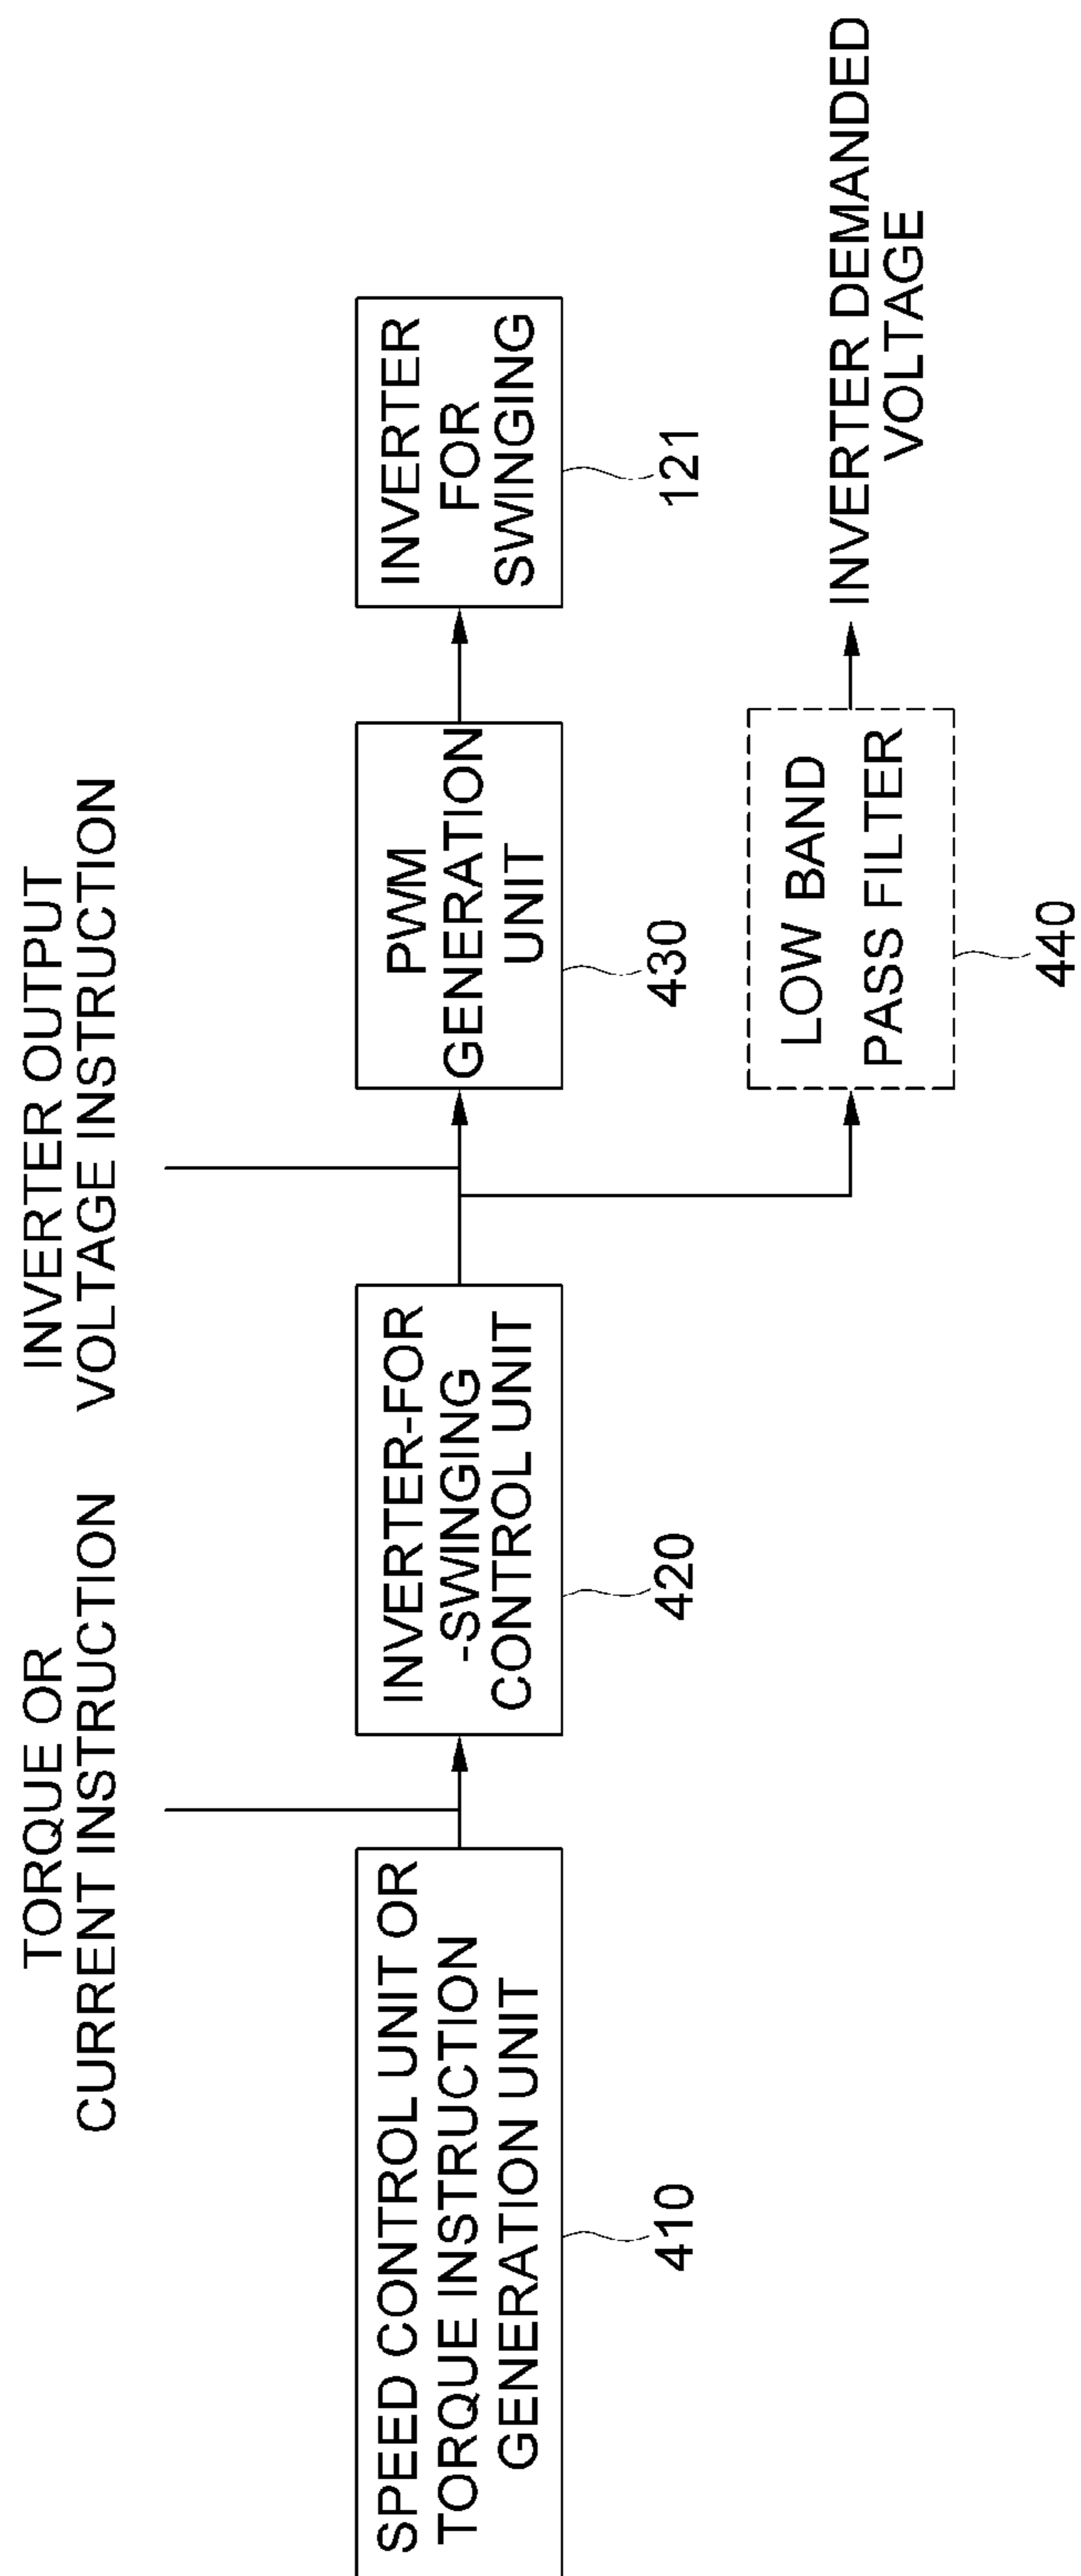 TORQUE OR
CURRENT INSTRUCTION
INVERTER OUTPUT
VOLTAGE INSTRUCTION
SPEED CONTROL UNIT OR
TORQUE INSTRUCTION
GENERATION UNIT
410
INVERTER-FOR
-SWINGING
CONTROL UNIT
420
PWM
GENERATION
UNIT
430
INVERTER
FOR
SWINGING
121
LOW BAND
PASS FILTER
440
INVERTER DEMANDED
VOLTAGE